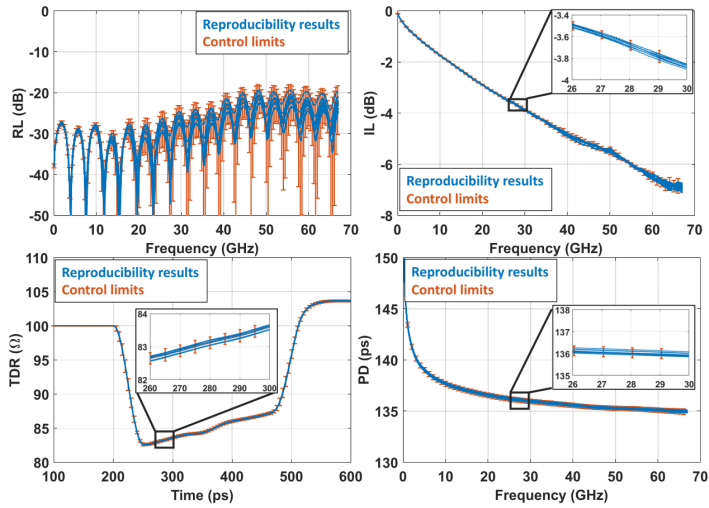 0
-10
-20
-30
-40
-50
RL (dB)
Reproducibility results
Control limits
0 10 20 30 40 50 60 70
Frequency (GHz)
0
-2
-4
-6
-8
IL (dB)
-3.4
-3.6
-3.8
-4
26 27 28 29 30
Reproducibility results
Control limits
0 10 20 30 40 50 60 70
Frequency (GHz)
110
105
100
95
90
85
80
TDR (Ω)
Reproducibility results
Control limits
84
83
82
260 265 270 275 280 285 290 295 300
100 200 300 400 500 600
Time (ps)
150
145
140
135
130
PD (ps)
Reproducibility results
Control limits
138
137
136
135
26 27 28 29 30
0 10 20 30 40 50 60 70
Frequency (GHz)